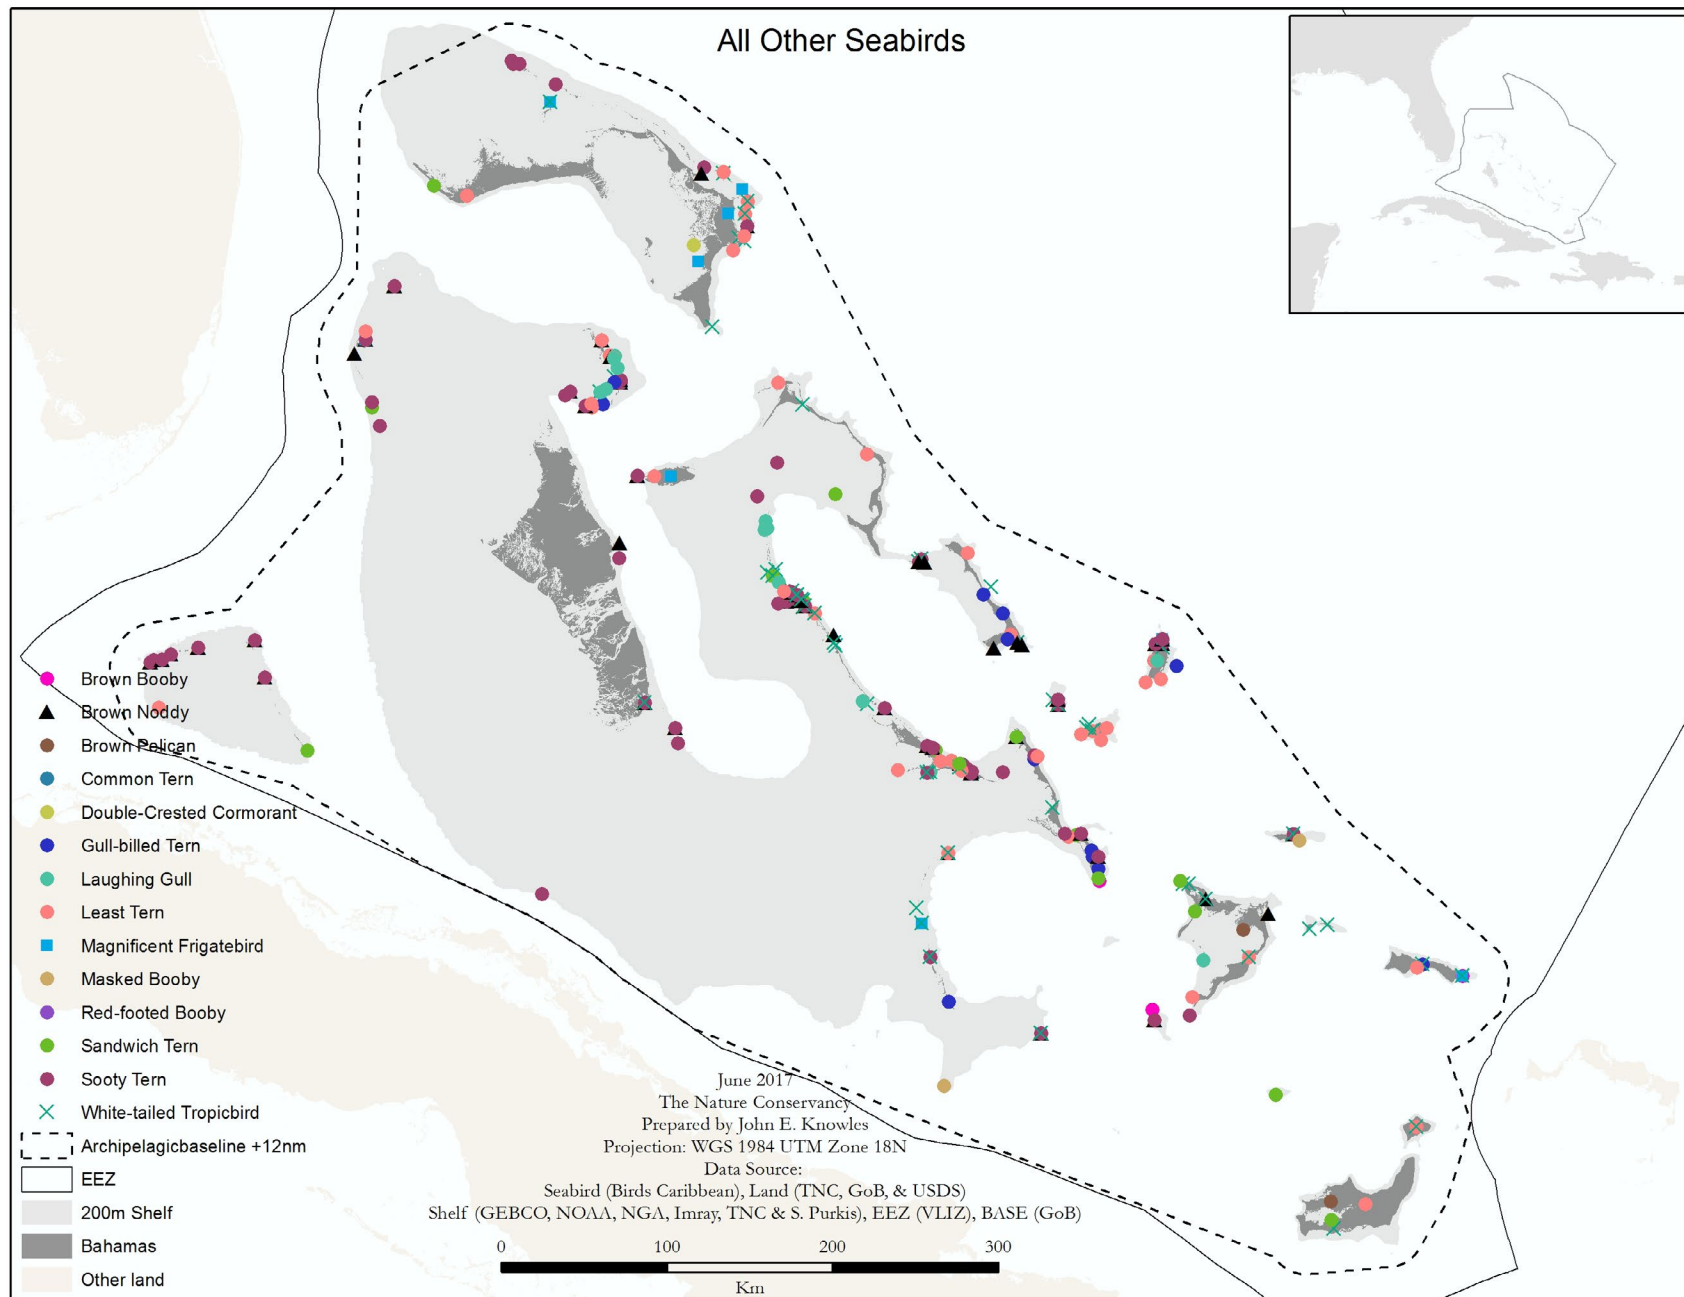 All Other Seabirds
Brown Booby
Brown Noddy
Brown Pelican
Common Tern
Double-Crested Cormorant
Gull-billed Tern
Laughing Gull
Least Tern
Magnificent Frigatebird
Masked Booby
Red-footed Booby
Sandwich Tern
Sooty Tern
White-tailed Tropicbird
Archipelagicbaseline +12nm
EEZ
200m Shelf
Bahamas
Other land
June 2017
The Nature Conservancy
Prepared by John E. Knowles
Projection: WGS 1984 UTM Zone 18N
Data Source:
Seabird (Birds Caribbean), Land (TNC, GoB, & USDS)
Shelf (GEBCO, NOAA, NGA, Imray, TNC & S. Purkis), EEZ (VLIZ), BASE (GoB)
0 100 200 300
Km